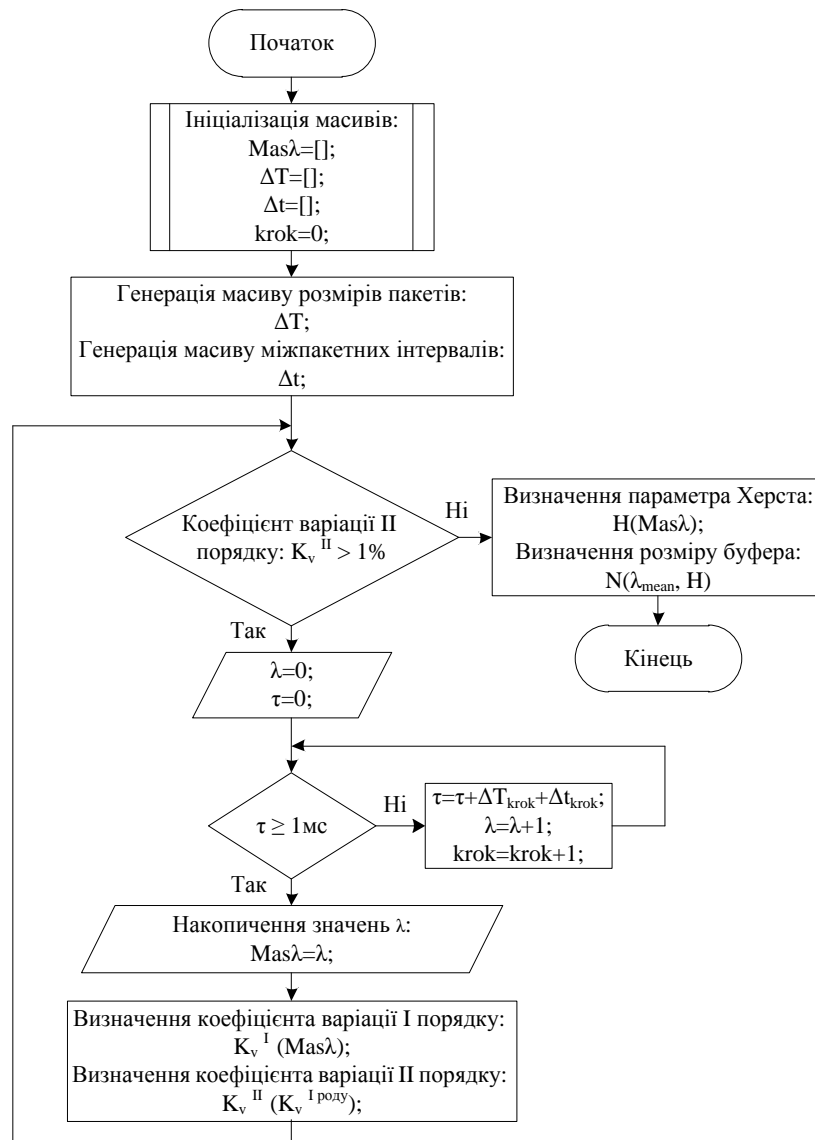 Початок
Ініціалізація масивів:
Masλ=[];
ΔT=[];
Δt=[];
krok=0;
Генерація масиву розмірів пакетів:
ΔT;
Генерація масиву міжпакетних інтервалів:
Δt;
Коефіцієнт варіації II
порядку: Kv II > 1%
Ні
Визначення параметра Херста:
H(Masλ);
Визначення розміру буфера:
N(λmean, H)
Кінець
Так
λ=0;
τ=0;
τ ≥ 1мс
Ні
τ=τ+ΔTkrok+Δtkrok;
λ=λ+1;
krok=krok+1;
Так
Накопичення значень λ:
Masλ=λ;
Визначення коефіцієнта варіації I порядку:
Kv I (Masλ);
Визначення коефіцієнта варіації II порядку:
Kv II (Kv I роду);